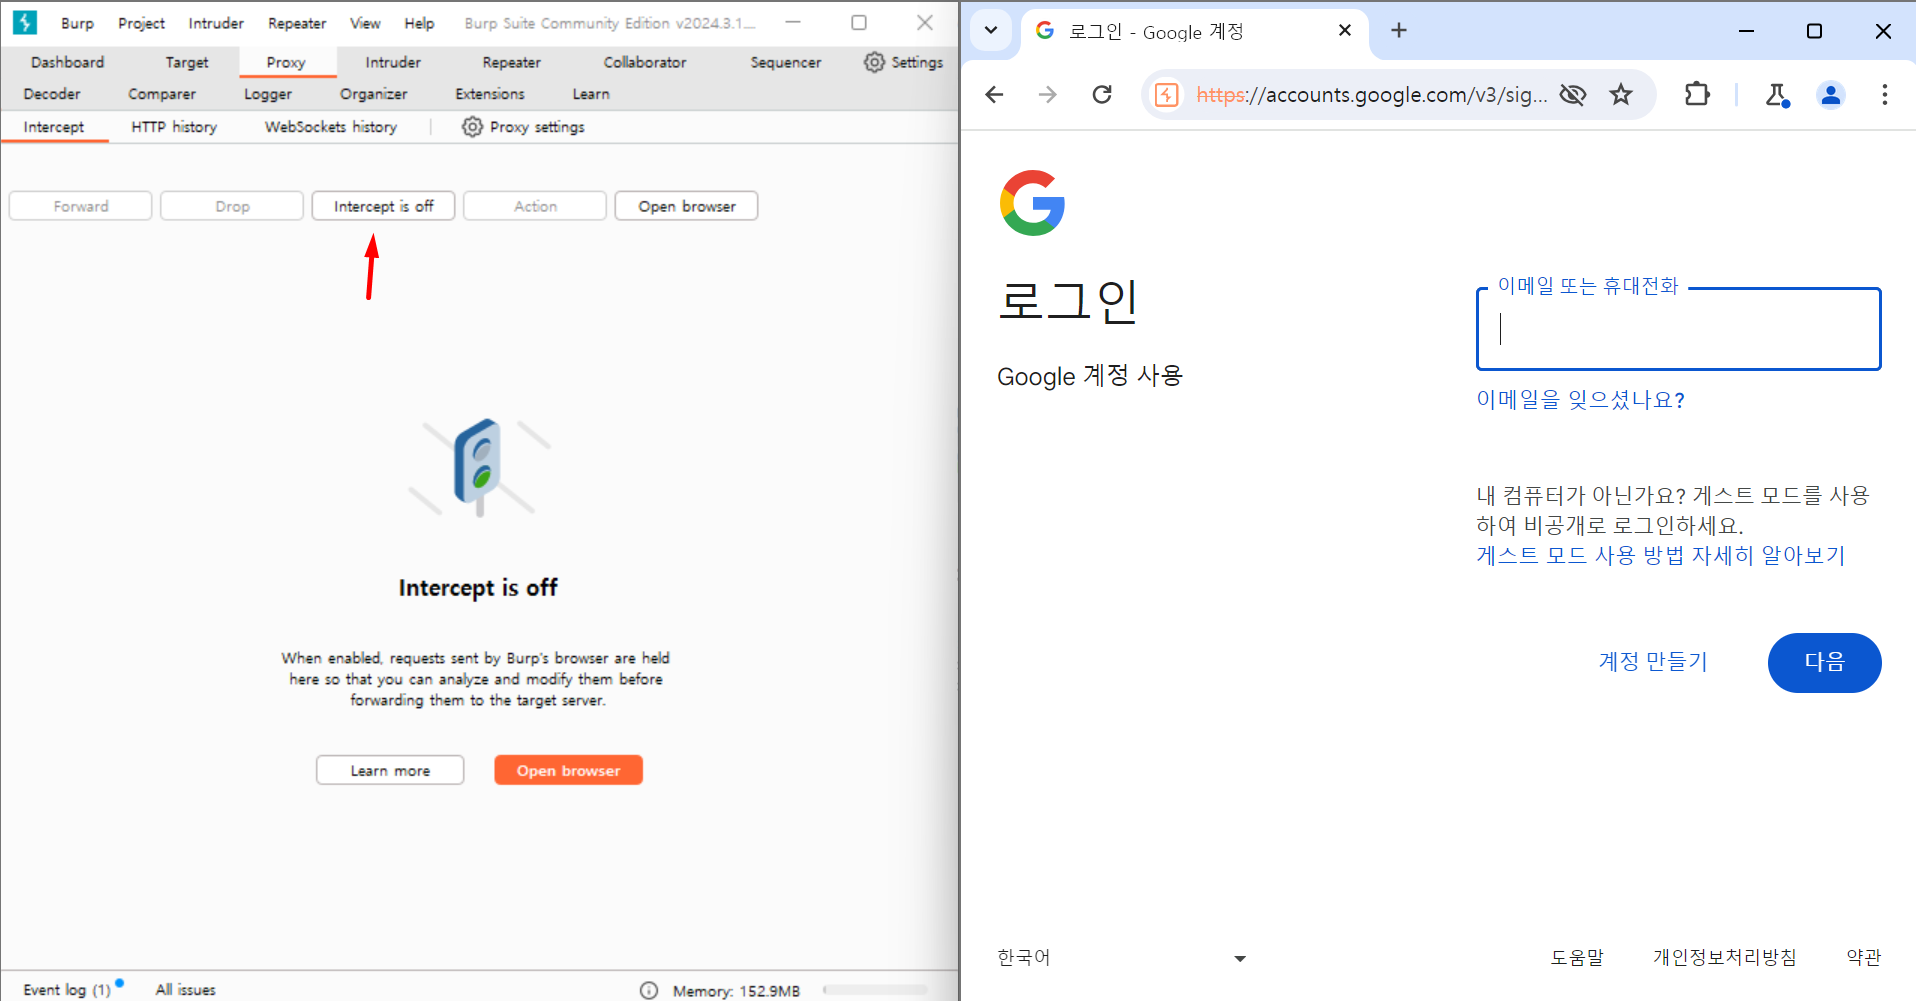 Burp Project Intruder Repeater View Help Burp Suite Community Edition v2024.3.1....
Dashboard Target Proxy Intruder Repeater Collaborator Sequencer Settings
Decoder Comparer Logger Organizer Extensions Learn
Intercept HTTP history WebSockets history Proxy settings
Forward Drop Intercept is off Action Open browser
Intercept is off
When enabled, requests sent by Burp's browser are held
here so that you can analyze and modify them before
forwarding them to the target server.
Learn more Open browser
Event log (1) All issues Memory: 152.9MB
로그인 - Google 계정
https://accounts.google.com/v3/sig...
로그인
Google 계정 사용
이메일 또는 휴대전화
이메일을 잊으셨나요?
내 컴퓨터가 아닌가요? 게스트 모드를 사용
하여 비공개로 로그인하세요.
게스트 모드 사용 방법 자세히 알아보기
계정 만들기 다음
한국어 도움말 개인정보처리방침 약관